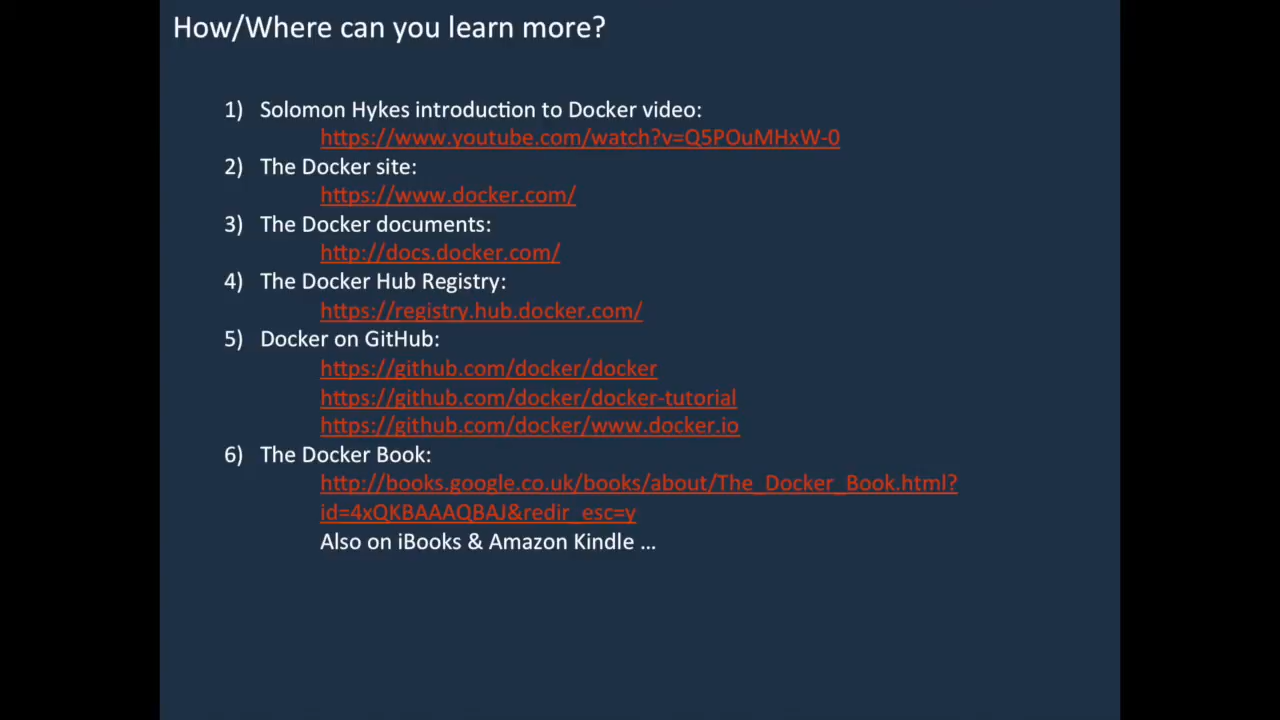 How/Where can you learn more?
1) Solomon Hykes introduction to Docker video:
https://www.youtube.com/watch?v=Q5POuMHxW-0
2) The Docker site:
https://www.docker.com/
3) The Docker documents:
http://docs.docker.com/
4) The Docker Hub Registry:
https://registry.hub.docker.com/
5) Docker on GitHub:
https://github.com/docker/docker
https://github.com/docker/docker-tutorial
https://github.com/docker/www.docker.io
6) The Docker Book:
http://books.google.co.uk/books/about/The_Docker_Book.html?
id=4xQKBAAAQBAJ&redir_esc=y
Also on iBooks & Amazon Kindle ...